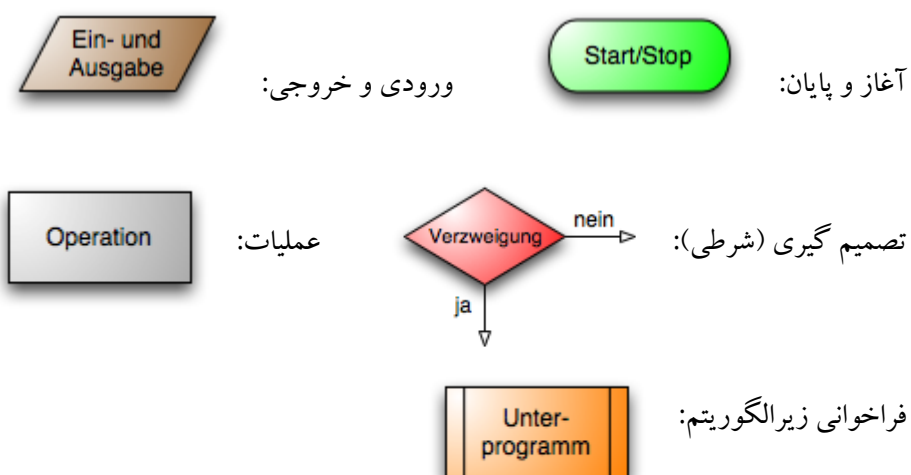 آغاز و پایان:
Start/Stop
ورودی و خروجی:
Ein- und
Ausgabe
تصمیم گیری (شرطی):
Verzweigung
nein
ja
عملیات:
Operation
فراخوانی زیرالگوریتم:
Unter-
programm